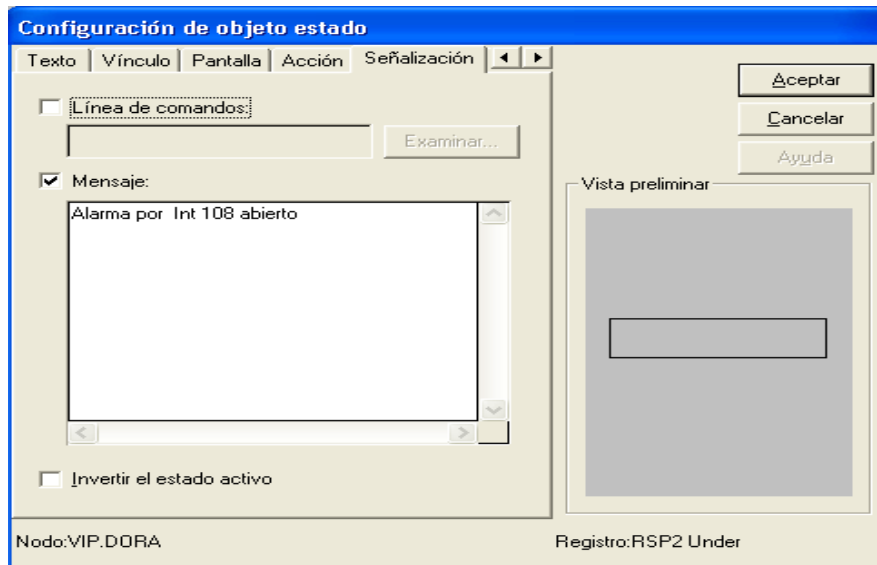 Configuración de objeto estado
Texto Vínculo Pantalla Acción Señalización
Aceptar
Línea de comandos:
Cancelar
Examinar...
Ayuda
Mensaje:
Vista preliminar
Alarma por Int 108 abierto
Invertir el estado activo
Nodo:VIP.DORA Registro:RSP2 Under